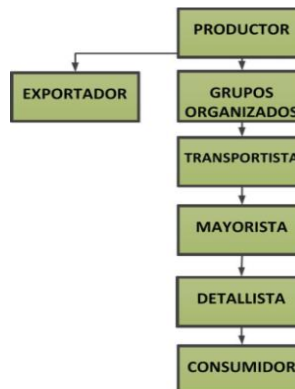 PRODUCTOR
EXPORTADOR
GRUPOS
ORGANIZADOS
TRANSPORTISTA
MAYORISTA
DETALLISTA
CONSUMIDOR